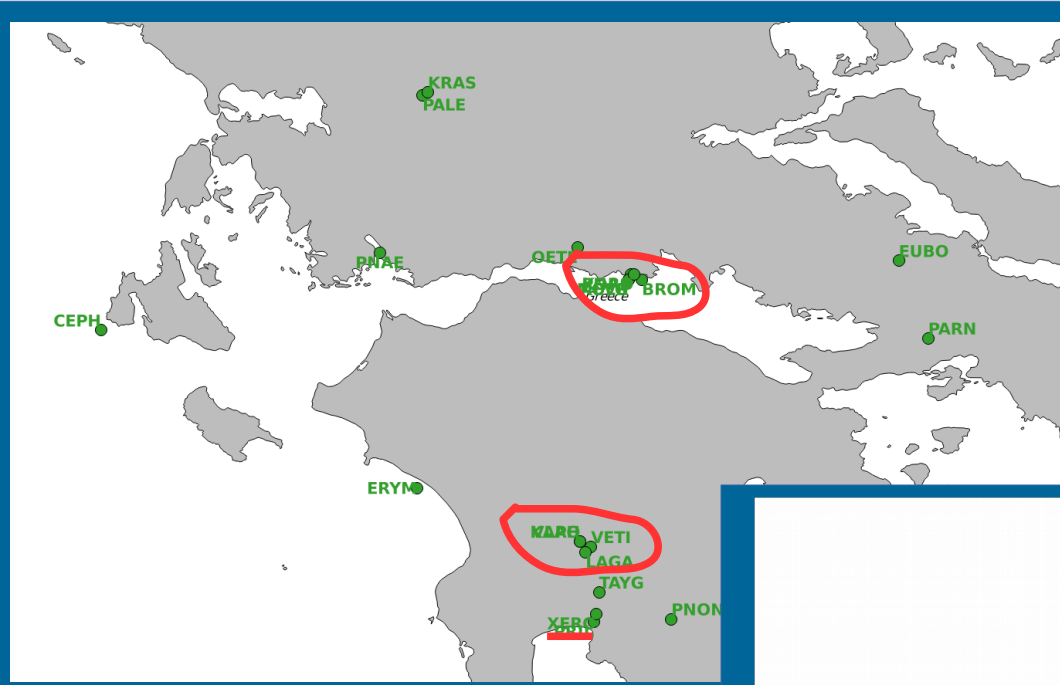 KRAS
PALE
EUBO
OETI
PNAE
BROM
Greece
CEPH
PARN
ERYM
VETI
LAGA
TAYG
PNON
XERO